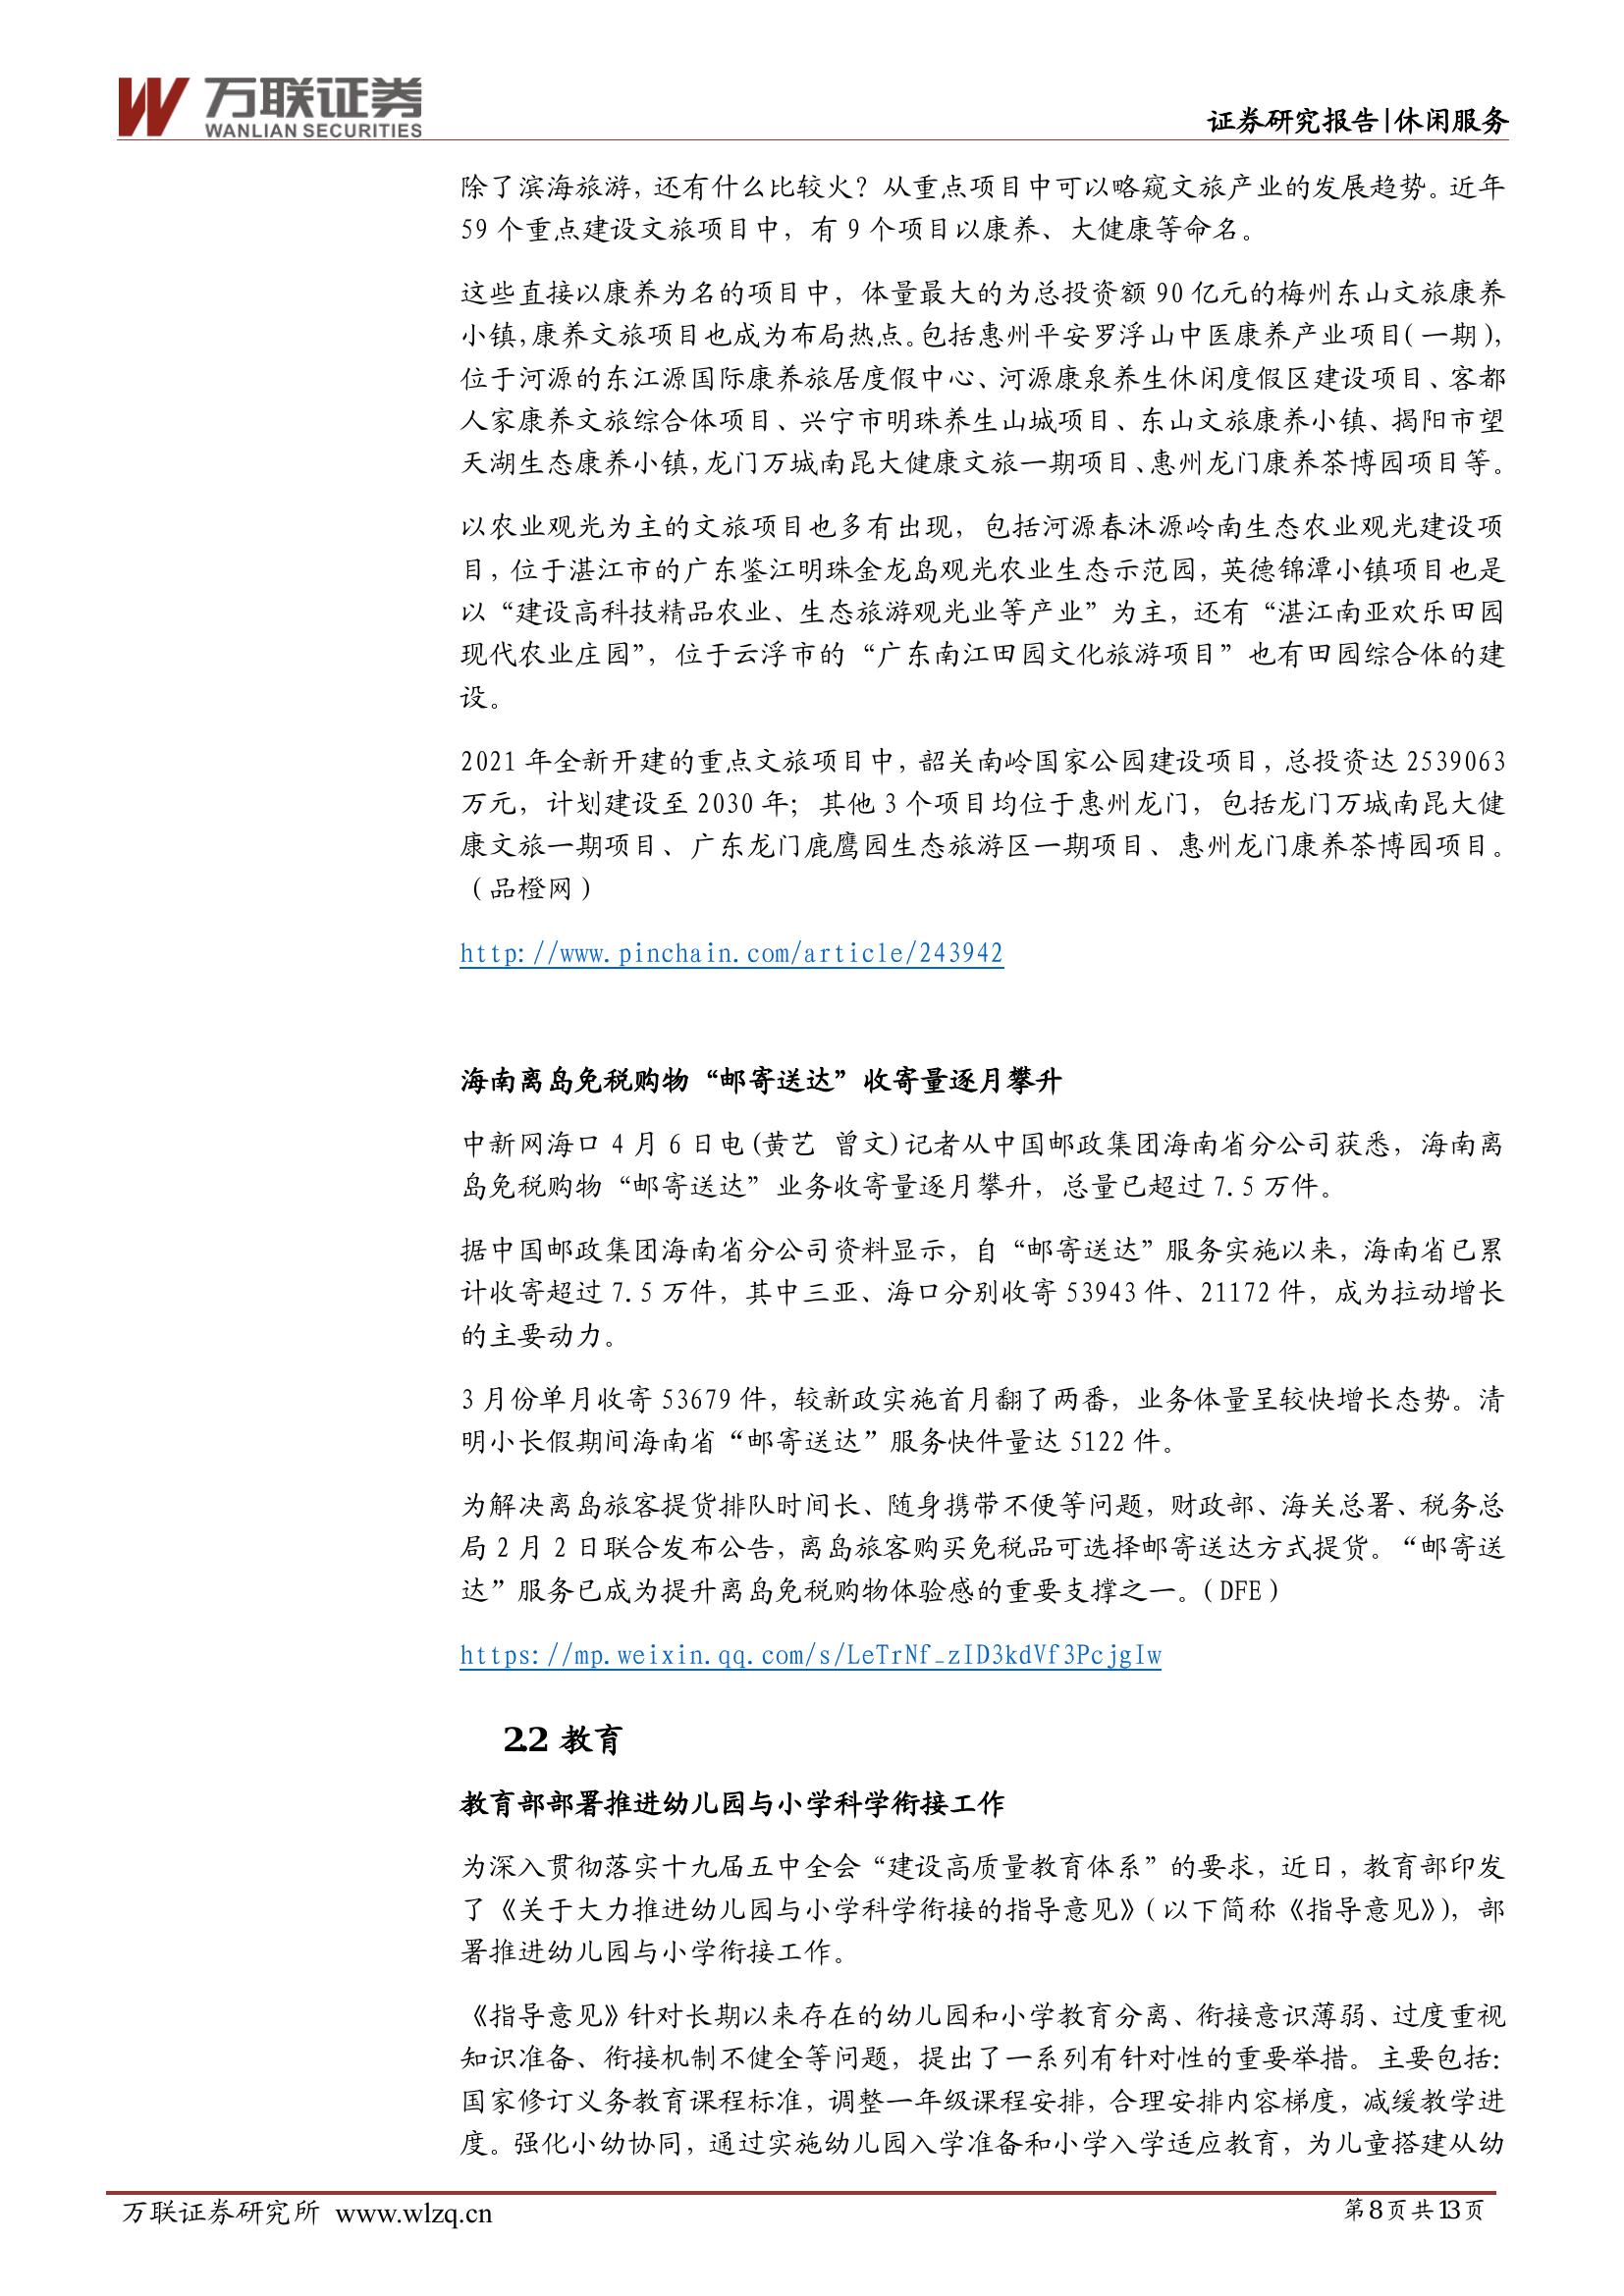 万联证券
WANLIAN SECURITIES
证券研究报告|休闲服务
除了滨海旅游，还有什么比较火？从重点项目中可以略窥文旅产业的发展趋势。近年
59 个重点建设文旅项目中，有 9 个项目以康养、大健康等命名。
这些直接以康养为名的项目中，体量最大的为总投资额 90 亿元的梅州东山文旅康养
小镇，康养文旅项目也成为布局热点。包括惠州平安罗浮山中医康养产业项目(一期)，
位于河源的东江源国际康养旅居度假中心、河源康泉养生休闲度假区建设项目、客都
人家康养文旅综合体项目、兴宁市明珠养生山城项目、东山文旅康养小镇、揭阳市望
天湖生态康养小镇，龙门万城南昆大健康文旅一期项目、惠州龙门康养茶博园项目等。
以农业观光为主的文旅项目也多有出现，包括河源春沐源岭南生态农业观光建设项
目，位于湛江市的广东鉴江明珠金龙岛观光农业生态示范园，英德锦潭小镇项目也是
以“建设高科技精品农业、生态旅游观光业等产业”为主，还有“湛江南亚欢乐田园
现代农业庄园”，位于云浮市的“广东南江田园文化旅游项目”也有田园综合体的建
设。
2021 年全新开建的重点文旅项目中，韶关南岭国家公园建设项目，总投资达 2539063
万元，计划建设至 2030 年；其他 3 个项目均位于惠州龙门，包括龙门万城南昆大健
康文旅一期项目、广东龙门鹿鹰园生态旅游区一期项目、惠州龙门康养茶博园项目。
（品橙网）
http://www.pinchain.com/article/243942
海南离岛免税购物“邮寄送达”收寄量逐月攀升
中新网海口 4 月 6 日电(黄艺 曾文)记者从中国邮政集团海南省分公司获悉，海南离
岛免税购物“邮寄送达”业务收寄量逐月攀升，总量已超过 7.5 万件。
据中国邮政集团海南省分公司资料显示，自“邮寄送达”服务实施以来，海南省已累
计收寄超过 7.5 万件，其中三亚、海口分别收寄 53943 件、21172 件，成为拉动增长
的主要动力。
3 月份单月收寄 53679 件，较新政实施首月翻了两番，业务体量呈较快增长态势。清
明小长假期间海南省“邮寄送达”服务快件量达 5122 件。
为解决离岛旅客提货排队时间长、随身携带不便等问题，财政部、海关总署、税务总
局 2 月 2 日联合发布公告，离岛旅客购买免税品可选择邮寄送达方式提货。“邮寄送
达”服务已成为提升离岛免税购物体验感的重要支撑之一。（DFE）
https://mp.weixin.qq.com/s/LeTrNf_zID3kdVf3PcjgIw
2.2 教育
教育部部署推进幼儿园与小学科学衔接工作
为深入贯彻落实十九届五中全会“建设高质量教育体系”的要求，近日，教育部印发
了《关于大力推进幼儿园与小学科学衔接的指导意见》（以下简称《指导意见》），部
署推进幼儿园与小学衔接工作。
《指导意见》针对长期以来存在的幼儿园和小学教育分离、衔接意识薄弱、过度重视
知识准备、衔接机制不健全等问题，提出了一系列有针对性的重要举措。主要包括：
国家修订义务教育课程标准，调整一年级课程安排，合理安排内容梯度，减缓教学进
度。强化小幼协同，通过实施幼儿园入学准备和小学入学适应教育，为儿童搭建从幼
万联证券研究所 www.wlzq.cn
第 8 页 共 13 页